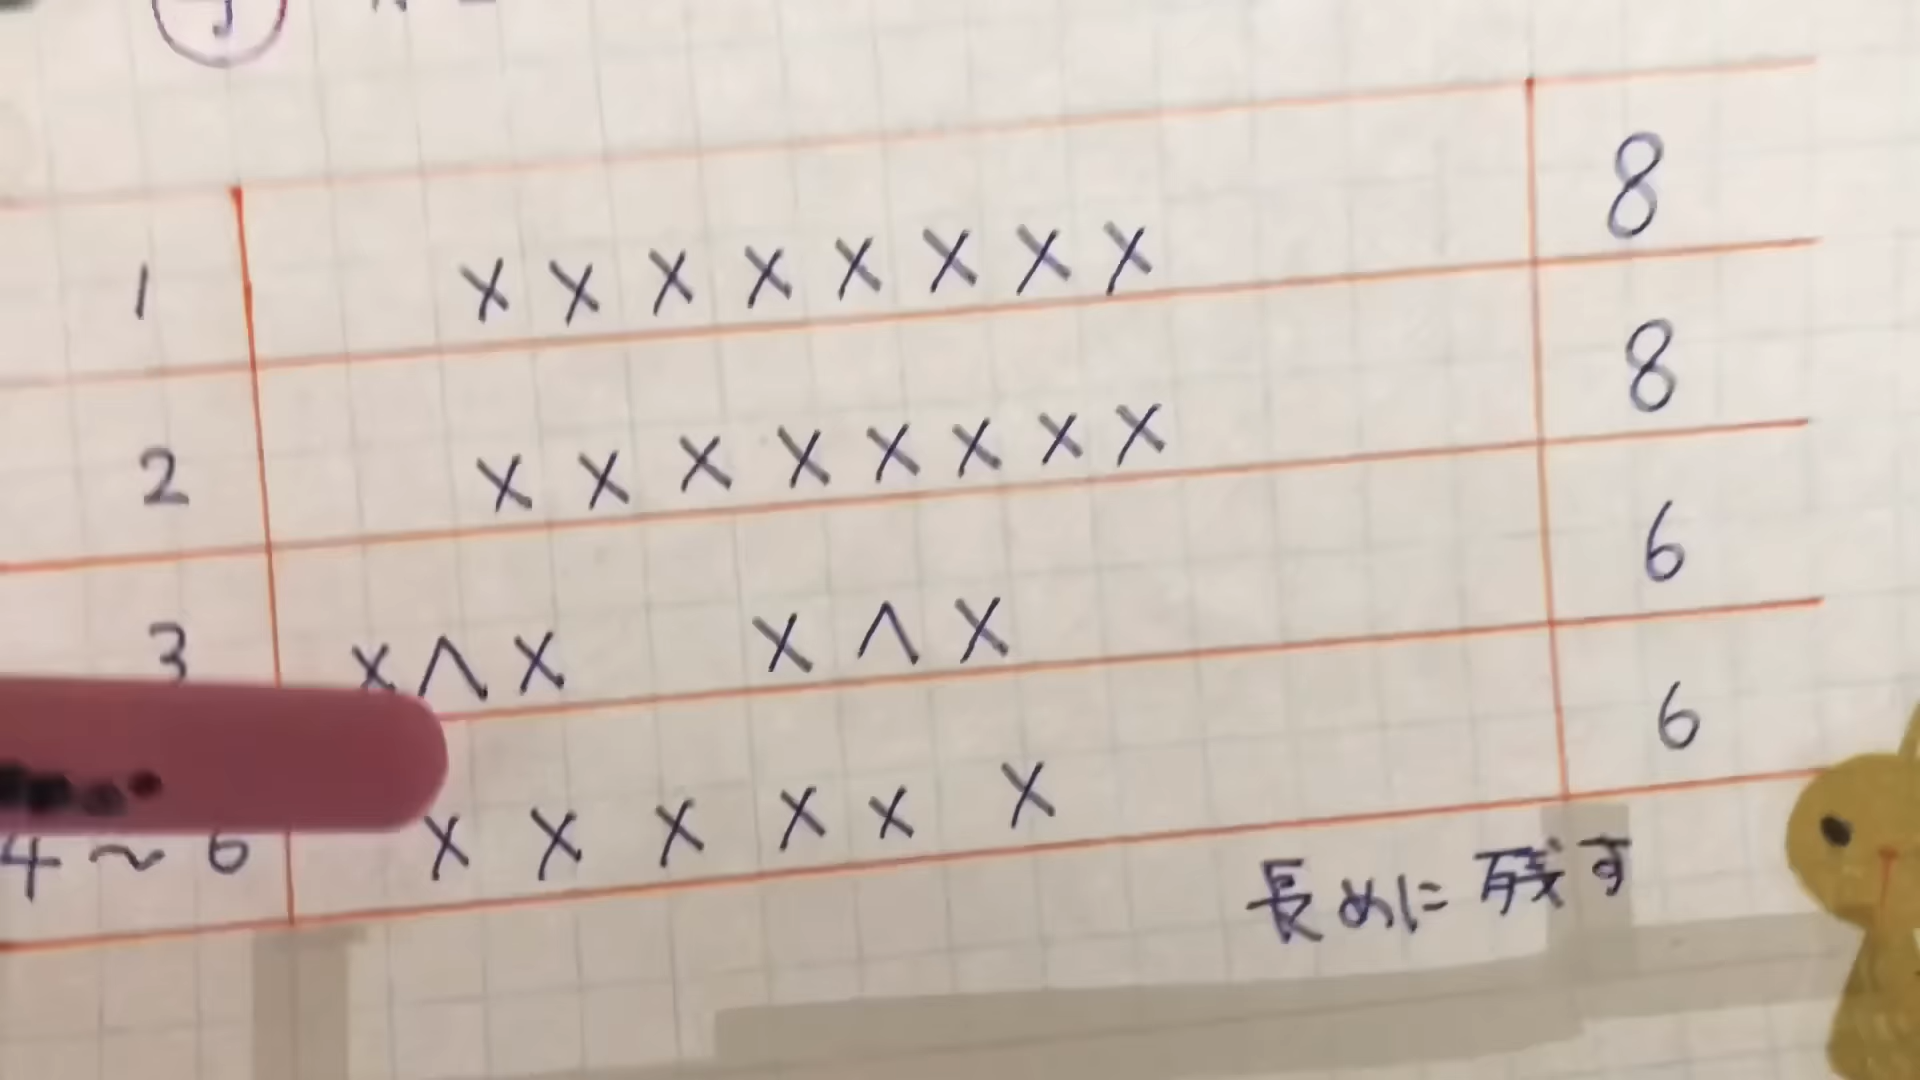 1 × × × × × × × × 8
2 × × × × × × × × 8
3 × ∧ × × ∧ × 6
4～6 × × × × × × 6
長めに残す